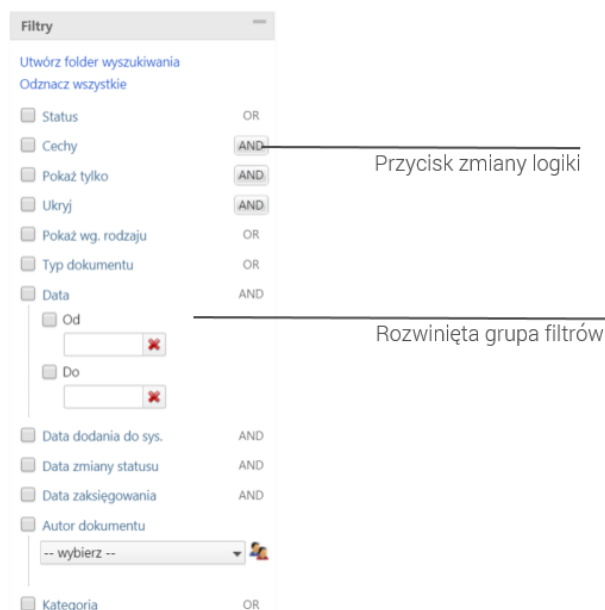 Filtry
Utwórz folder wyszukiwania
Odznacz wszystkie
Status OR
Cechy AND
Przycisk zmiany logiki
Pokaż tylko AND
Ukryj AND
Pokaż wg. rodzaju OR
Typ dokumentu OR
Data AND
Od
Rozwinięta grupa filtrów
Do
Data dodania do sys. AND
Data zmiany statusu AND
Data zaksięgowania AND
Autor dokumentu
-- wybierz --
Kategoria OR